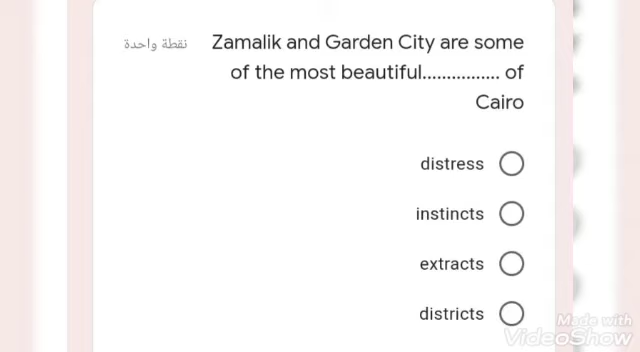 Zamalik and Garden City are some نقطة واحدة
of the most beautiful................ of
Cairo
distress
instincts
extracts
districts
Made with
VideoShow